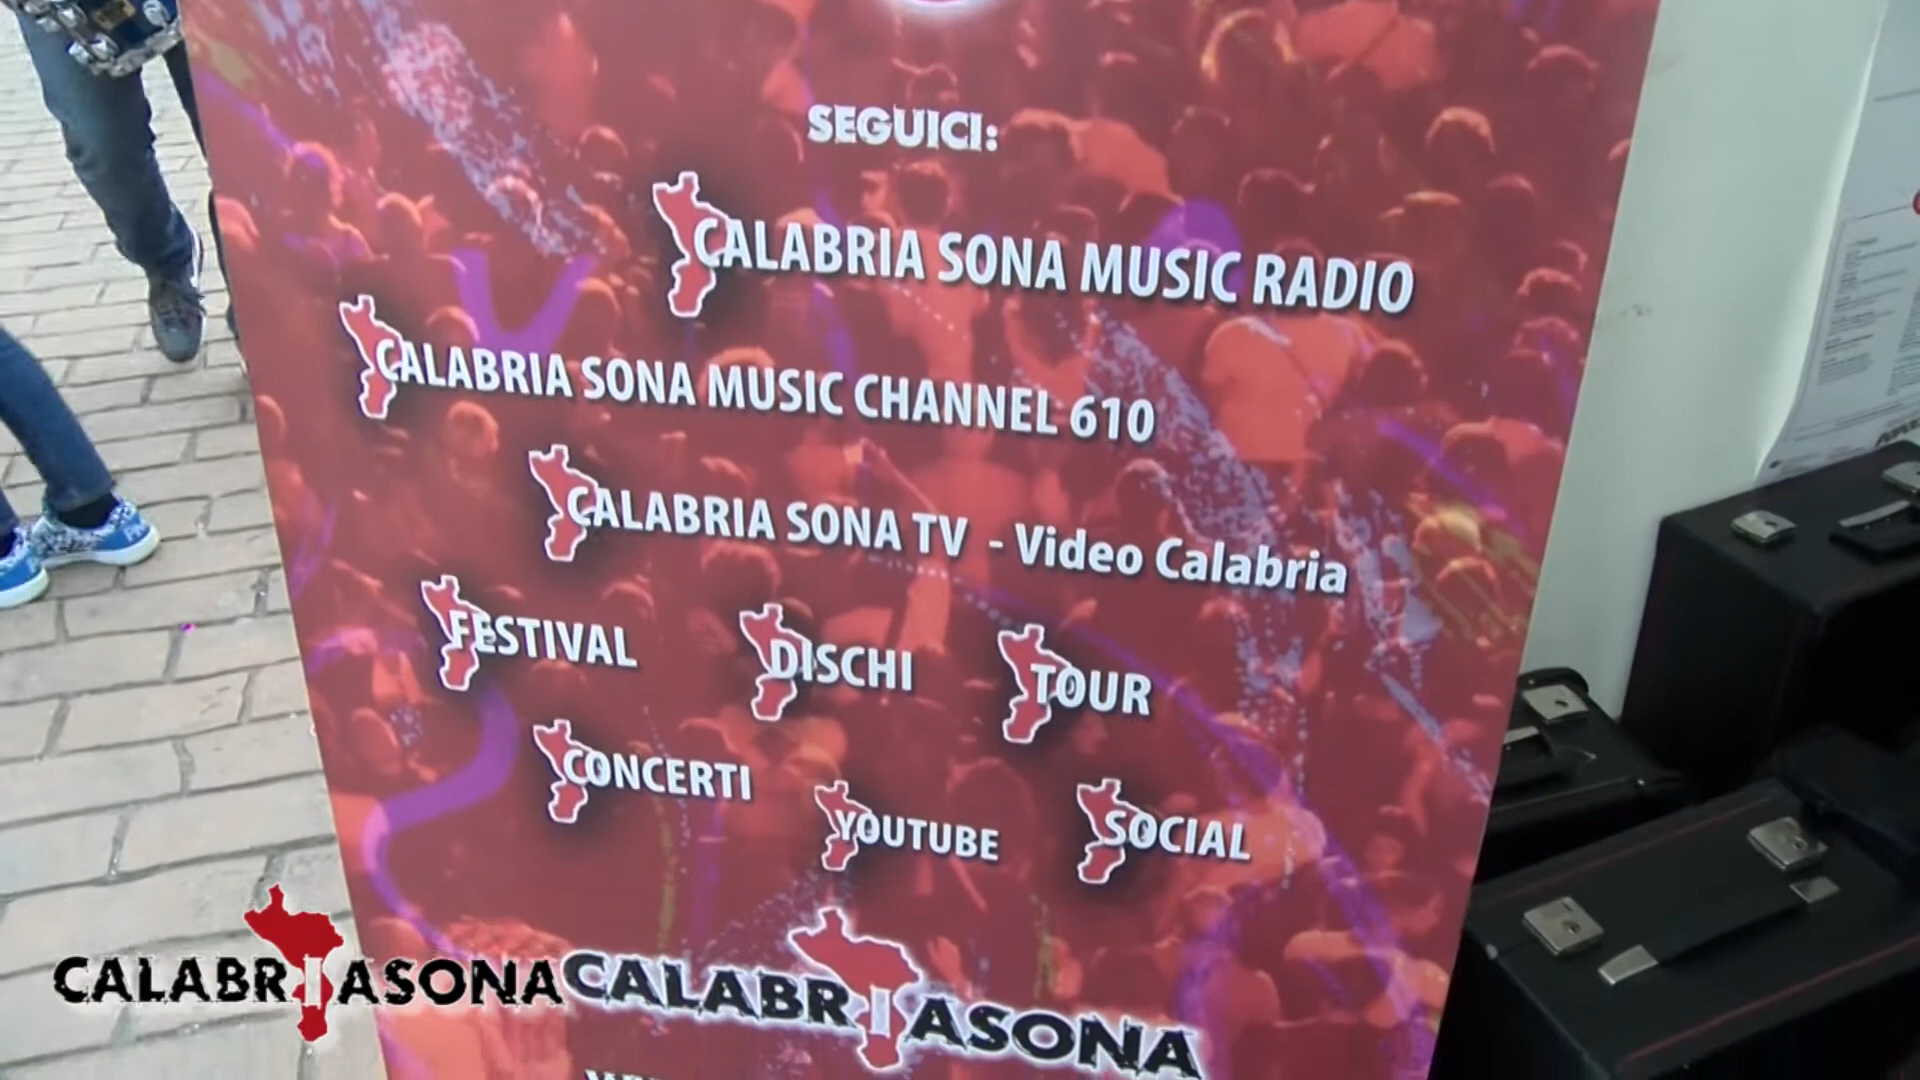 SEGUICI:
CALABRIA SONA MUSIC RADIO
CALABRIA SONA MUSIC CHANNEL 610
CALABRIA SONA TV - Video Calabria
FESTIVAL DISCHI TOUR
CONCERTI YOUTUBE SOCIAL
CALABRIASONA
CALABRIASONA